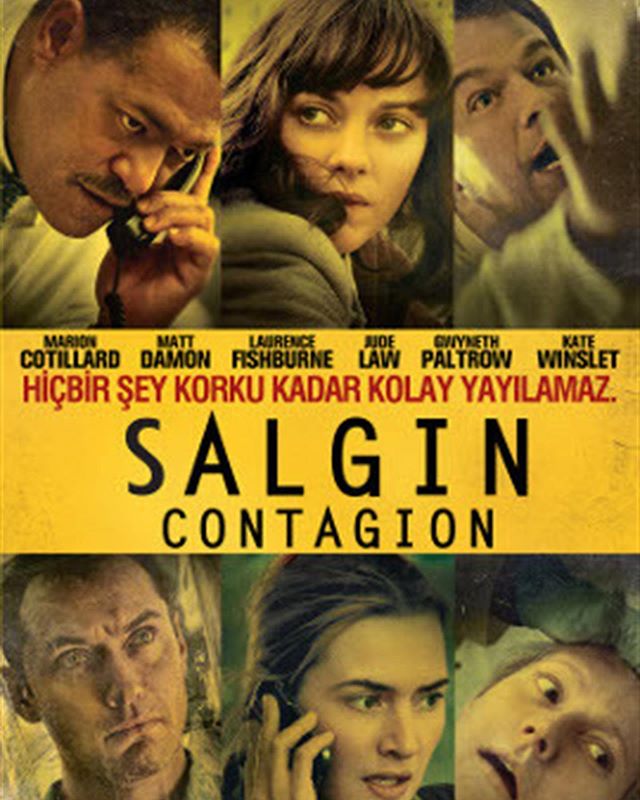 MARION COTILLARD MATT DAMON LAURENCE FISHBURNE JUDE LAW GWYNETH PALTROW KATE WINSLET
HİÇBİR ŞEY KORKU KADAR KOLAY YAYILAMAZ.
SALGIN
CONTAGION